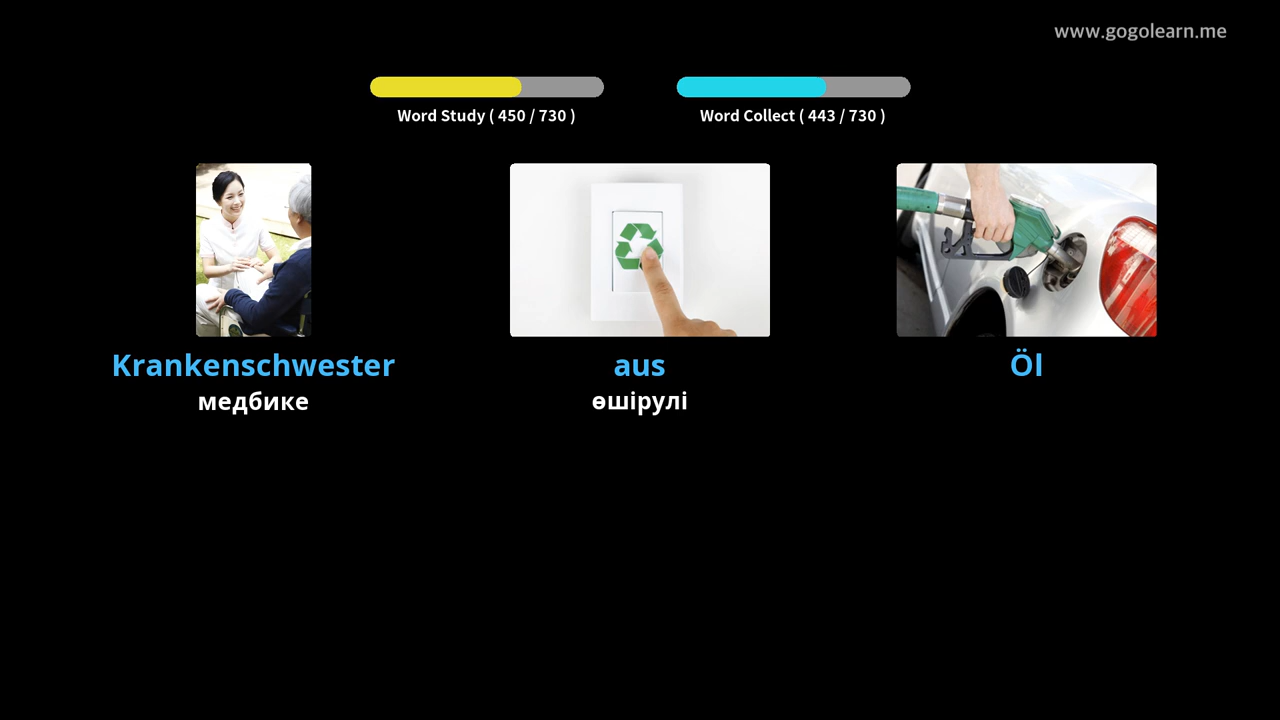 www.gogolearn.me
Word Study ( 450 / 730 )
Word Collect ( 443 / 730 )
Krankenschwester
медбике
aus
өшірулі
Öl